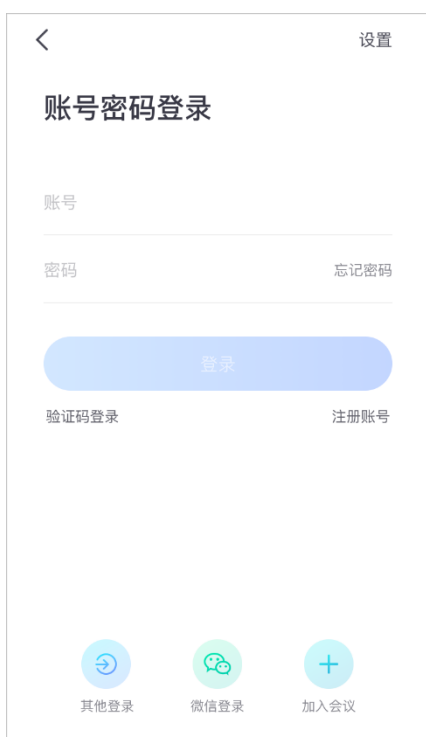 设置
账号密码登录
账号
密码 忘记密码
登录
验证码登录 注册账号
其他登录 微信登录 加入会议